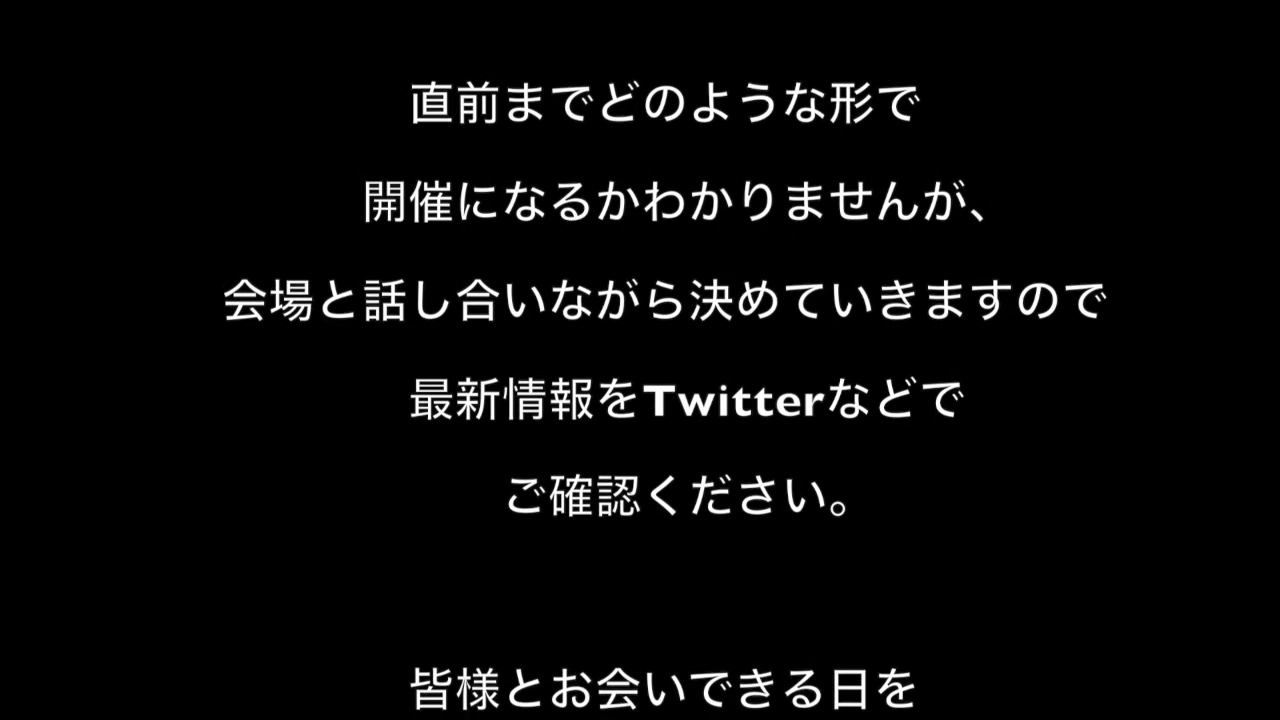 直前までどのような形で
開催になるかわかりませんが、
会場と話し合いながら決めていきますので
最新情報をTwitterなどで
ご確認ください。
皆様とお会いできる日を